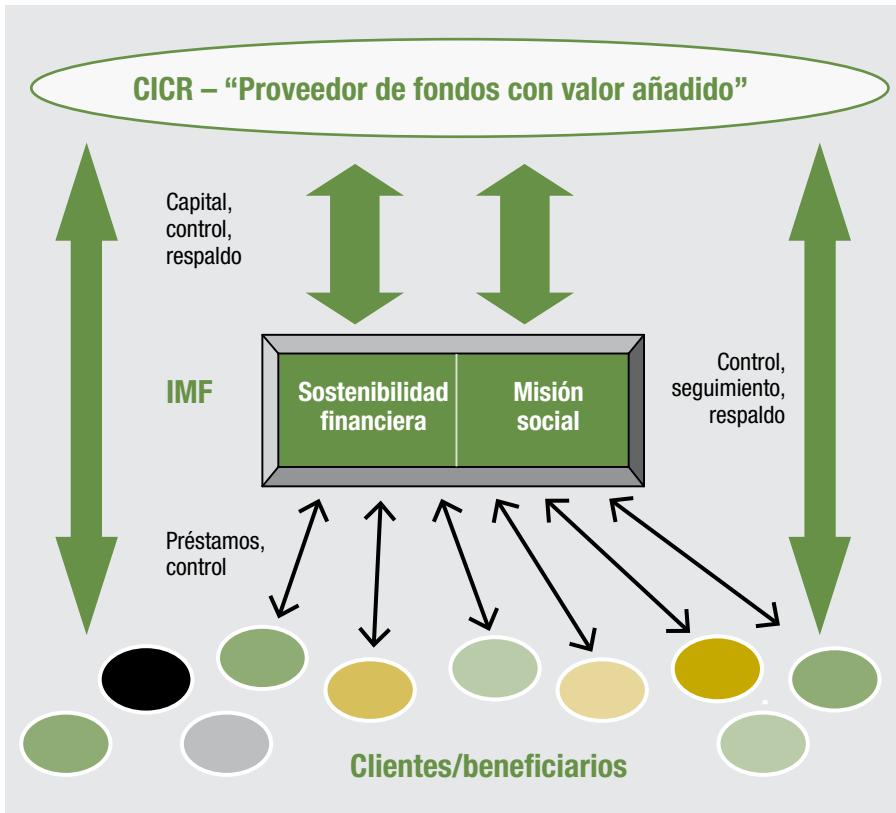 CICR – “Proveedor de fondos con valor añadido”
Capital,
control,
respaldo
IMF
Sostenibilidad
financiera
Misión
social
Control,
seguimiento,
respaldo
Préstamos,
control
Clientes/beneficiarios